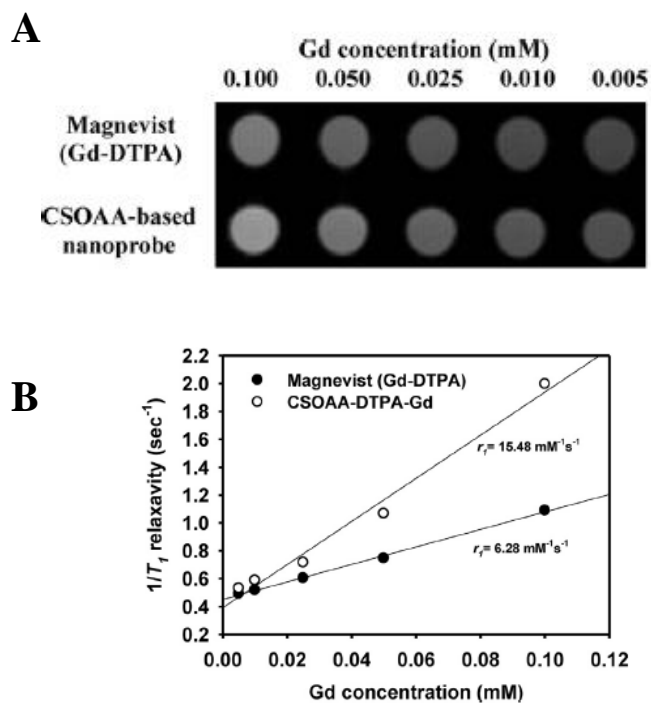 A
Gd concentration (mM)
0.100 0.050 0.025 0.010 0.005
Magnevist
(Gd-DTPA)
CSOAA-based
nanoprobe
B
2.2
2.0
1.8
1.6
1.4
1.2
1.0
0.8
0.6
0.4
0.2
1/T1 relaxavity (sec-1)
Magnevist (Gd-DTPA)
CSOAA-DTPA-Gd
r1= 15.48 mM-1s-1
r1= 6.28 mM-1s-1
0.00 0.02 0.04 0.06 0.08 0.10 0.12
Gd concentration (mM)